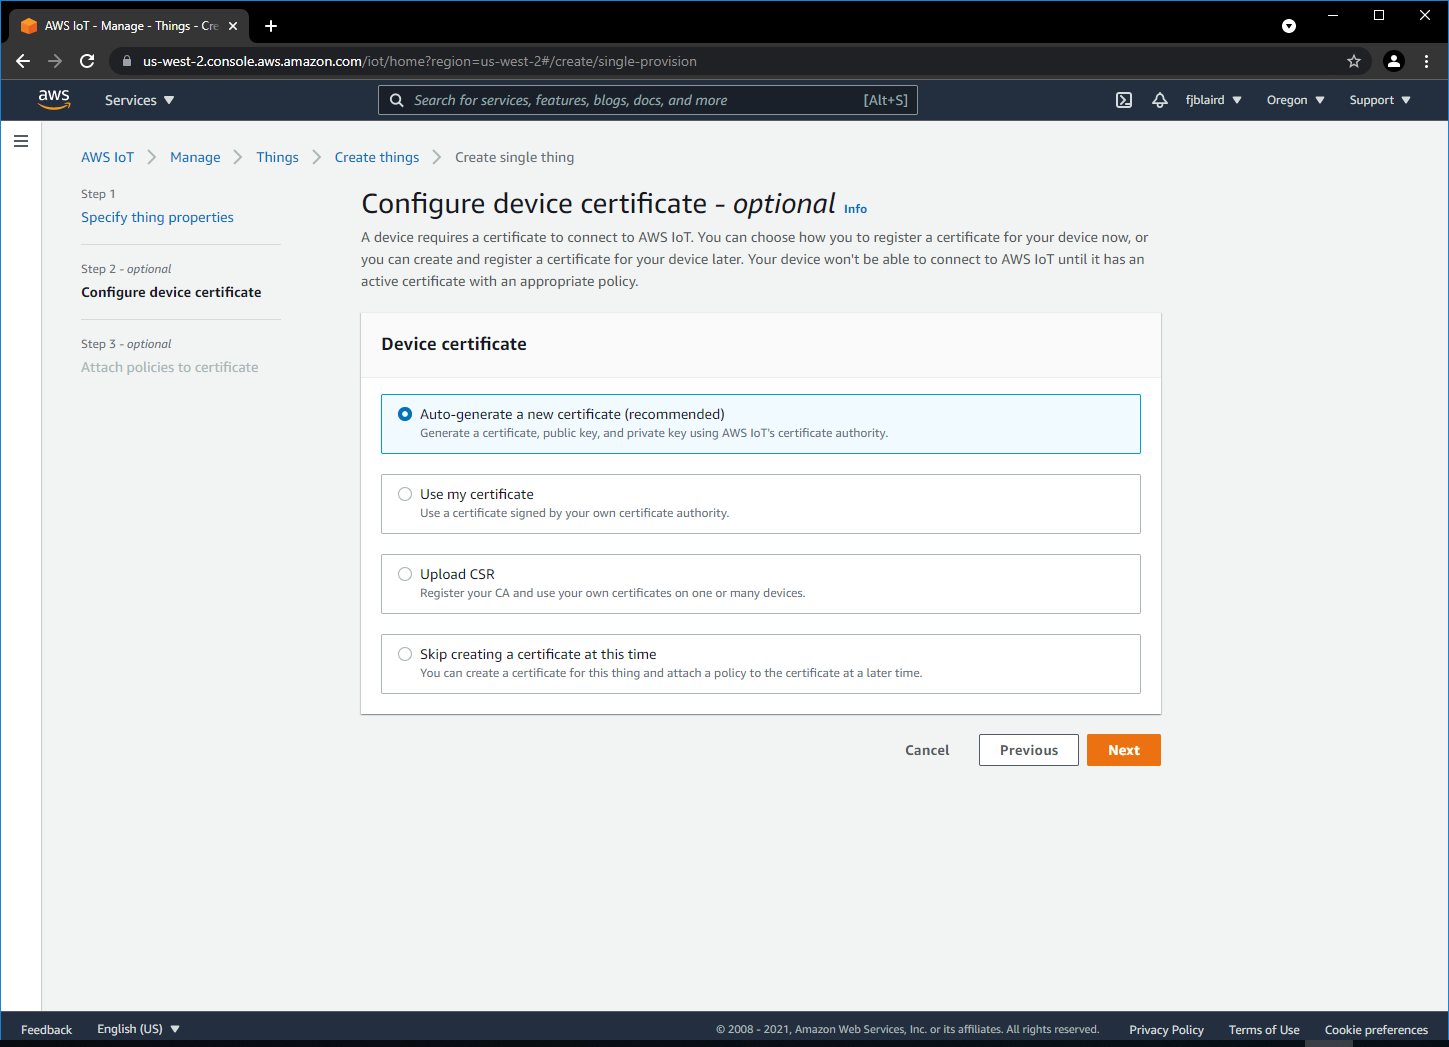 AWS IoT - Manage - Things - Cre
us-west-2.console.aws.amazon.com/iot/home?region=us-west-2#/create/single-provision
aws
Services
Search for services, features, blogs, docs, and more
[Alt+S]
fjblaird
Oregon
Support
AWS IoT
Manage
Things
Create things
Create single thing
Step 1
Specify thing properties
Step 2 - optional
Configure device certificate
Step 3 - optional
Attach policies to certificate
Configure device certificate - optional Info
A device requires a certificate to connect to AWS IoT. You can choose how you to register a certificate for your device now, or
you can create and register a certificate for your device later. Your device won't be able to connect to AWS IoT until it has an
active certificate with an appropriate policy.
Device certificate
Auto-generate a new certificate (recommended)
Generate a certificate, public key, and private key using AWS IoT's certificate authority.
Use my certificate
Use a certificate signed by your own certificate authority.
Upload CSR
Register your CA and use your own certificates on one or many devices.
Skip creating a certificate at this time
You can create a certificate for this thing and attach a policy to the certificate at a later time.
Cancel
Previous
Next
Feedback
English (US)
© 2008 - 2021, Amazon Web Services, Inc. or its affiliates. All rights reserved.
Privacy Policy
Terms of Use
Cookie preferences